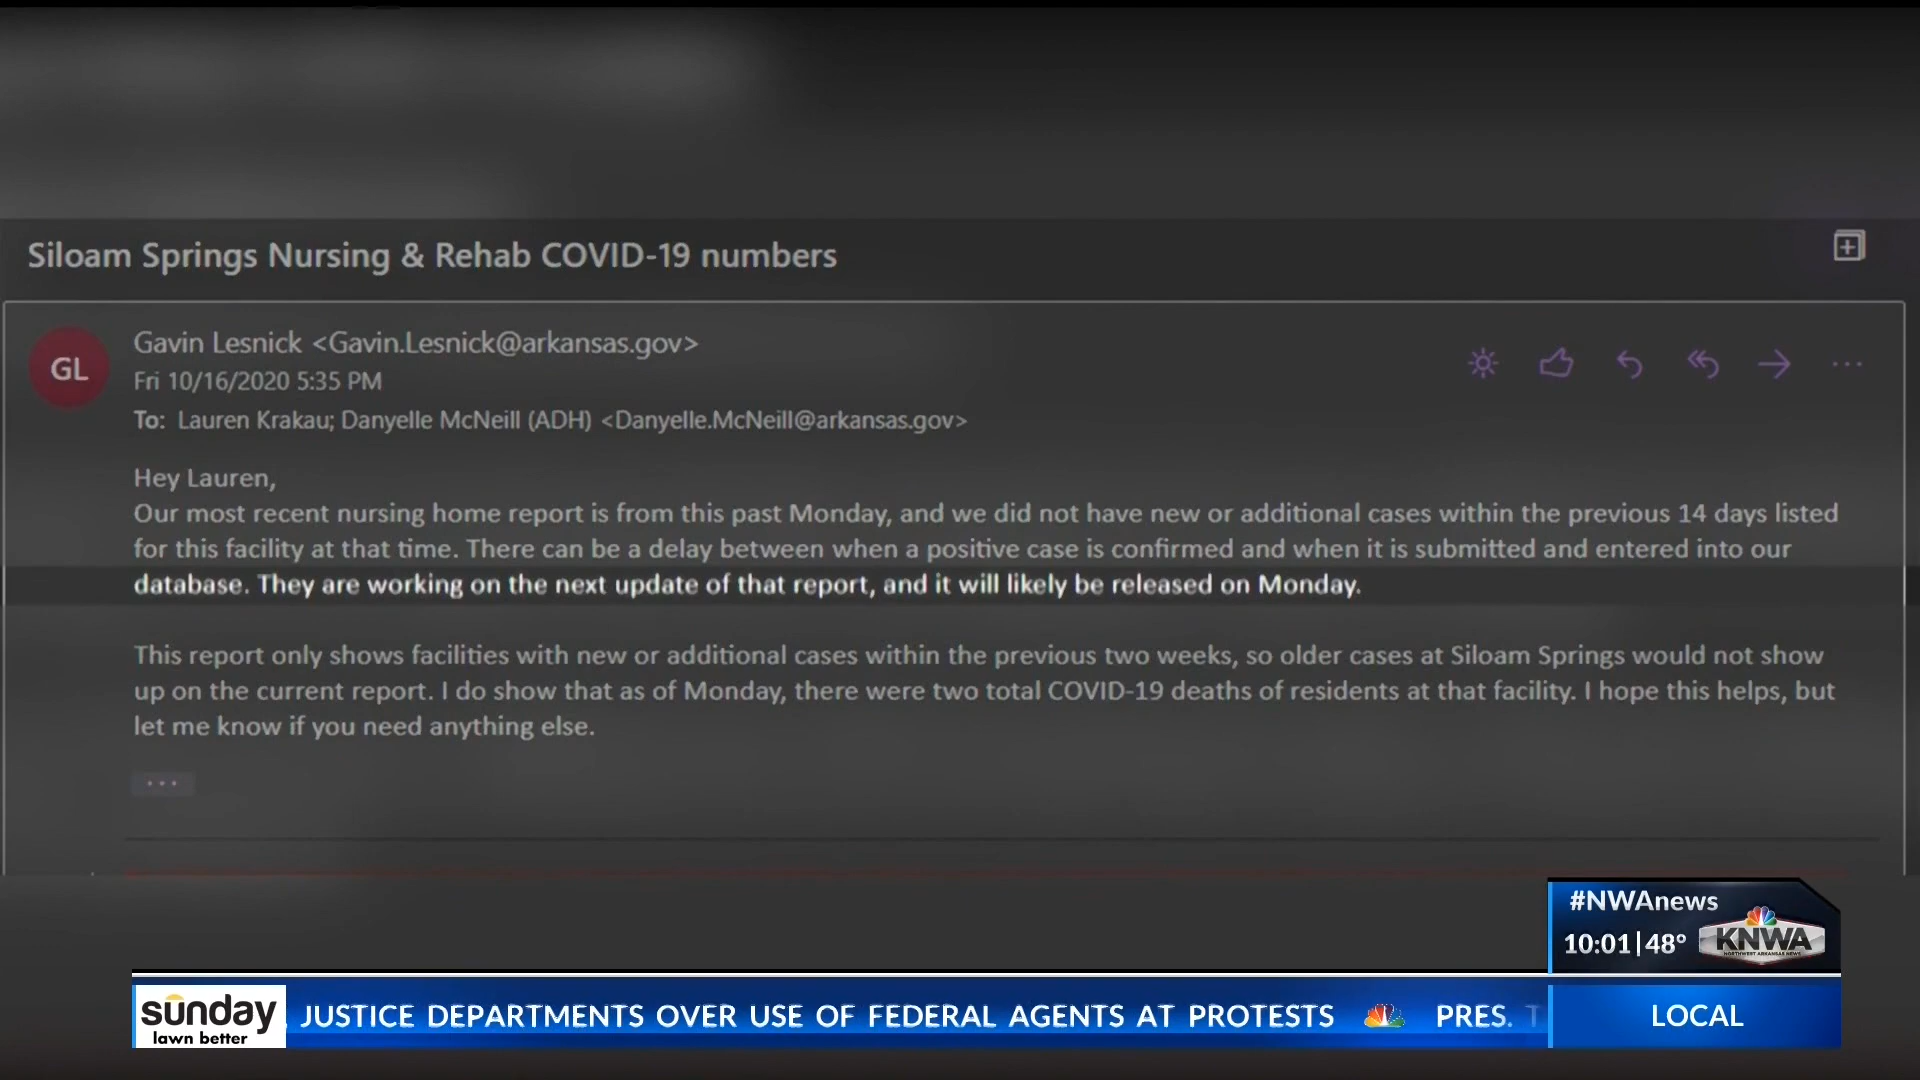 Siloam Springs Nursing & Rehab COVID-19 numbers
GL
Gavin Lesnick <Gavin.Lesnick@arkansas.gov>
Fri 10/16/2020 5:35 PM
To: Lauren Krakau; Danyelle McNeill (ADH) <Danyelle.McNeill@arkansas.gov>
Hey Lauren,
Our most recent nursing home report is from this past Monday, and we did not have new or additional cases within the previous 14 days listed
for this facility at that time. There can be a delay between when a positive case is confirmed and when it is submitted and entered into our
database. They are working on the next update of that report, and it will likely be released on Monday.
This report only shows facilities with new or additional cases within the previous two weeks, so older cases at Siloam Springs would not show
up on the current report. I do show that as of Monday, there were two total COVID-19 deaths of residents at that facility. I hope this helps, but
let me know if you need anything else.
...
#NWAnews
10:01|48°
KNWA
NORTHWEST ARKANSAS NEWS
sunday
lawn better
JUSTICE DEPARTMENTS OVER USE OF FEDERAL AGENTS AT PROTESTS PRES. T
LOCAL